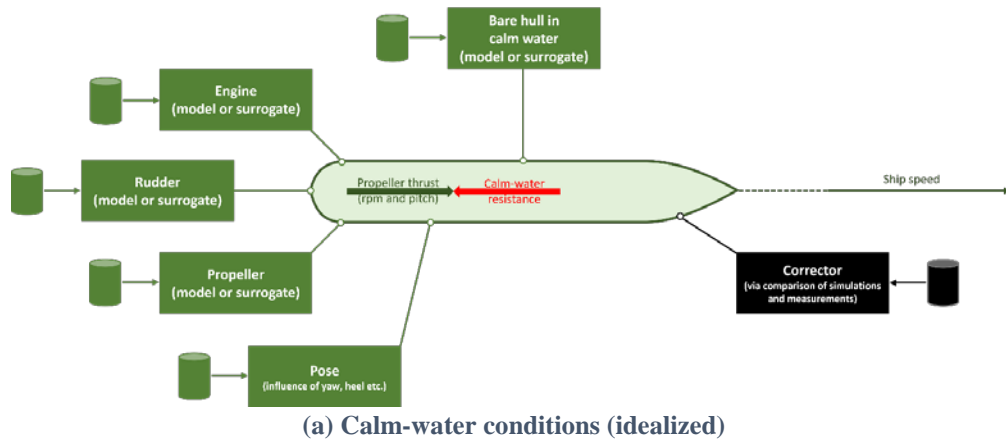 Bare hull in
calm water
(model or surrogate)
Engine
(model or surrogate)
Rudder
(model or surrogate)
Propeller thrust
(rpm and pitch)
Calm-water
resistance
Ship speed
Propeller
(model or surrogate)
Corrector
(via comparison of simulations
and measurements)
Pose
(influence of yaw, heel etc.)
(a) Calm-water conditions (idealized)